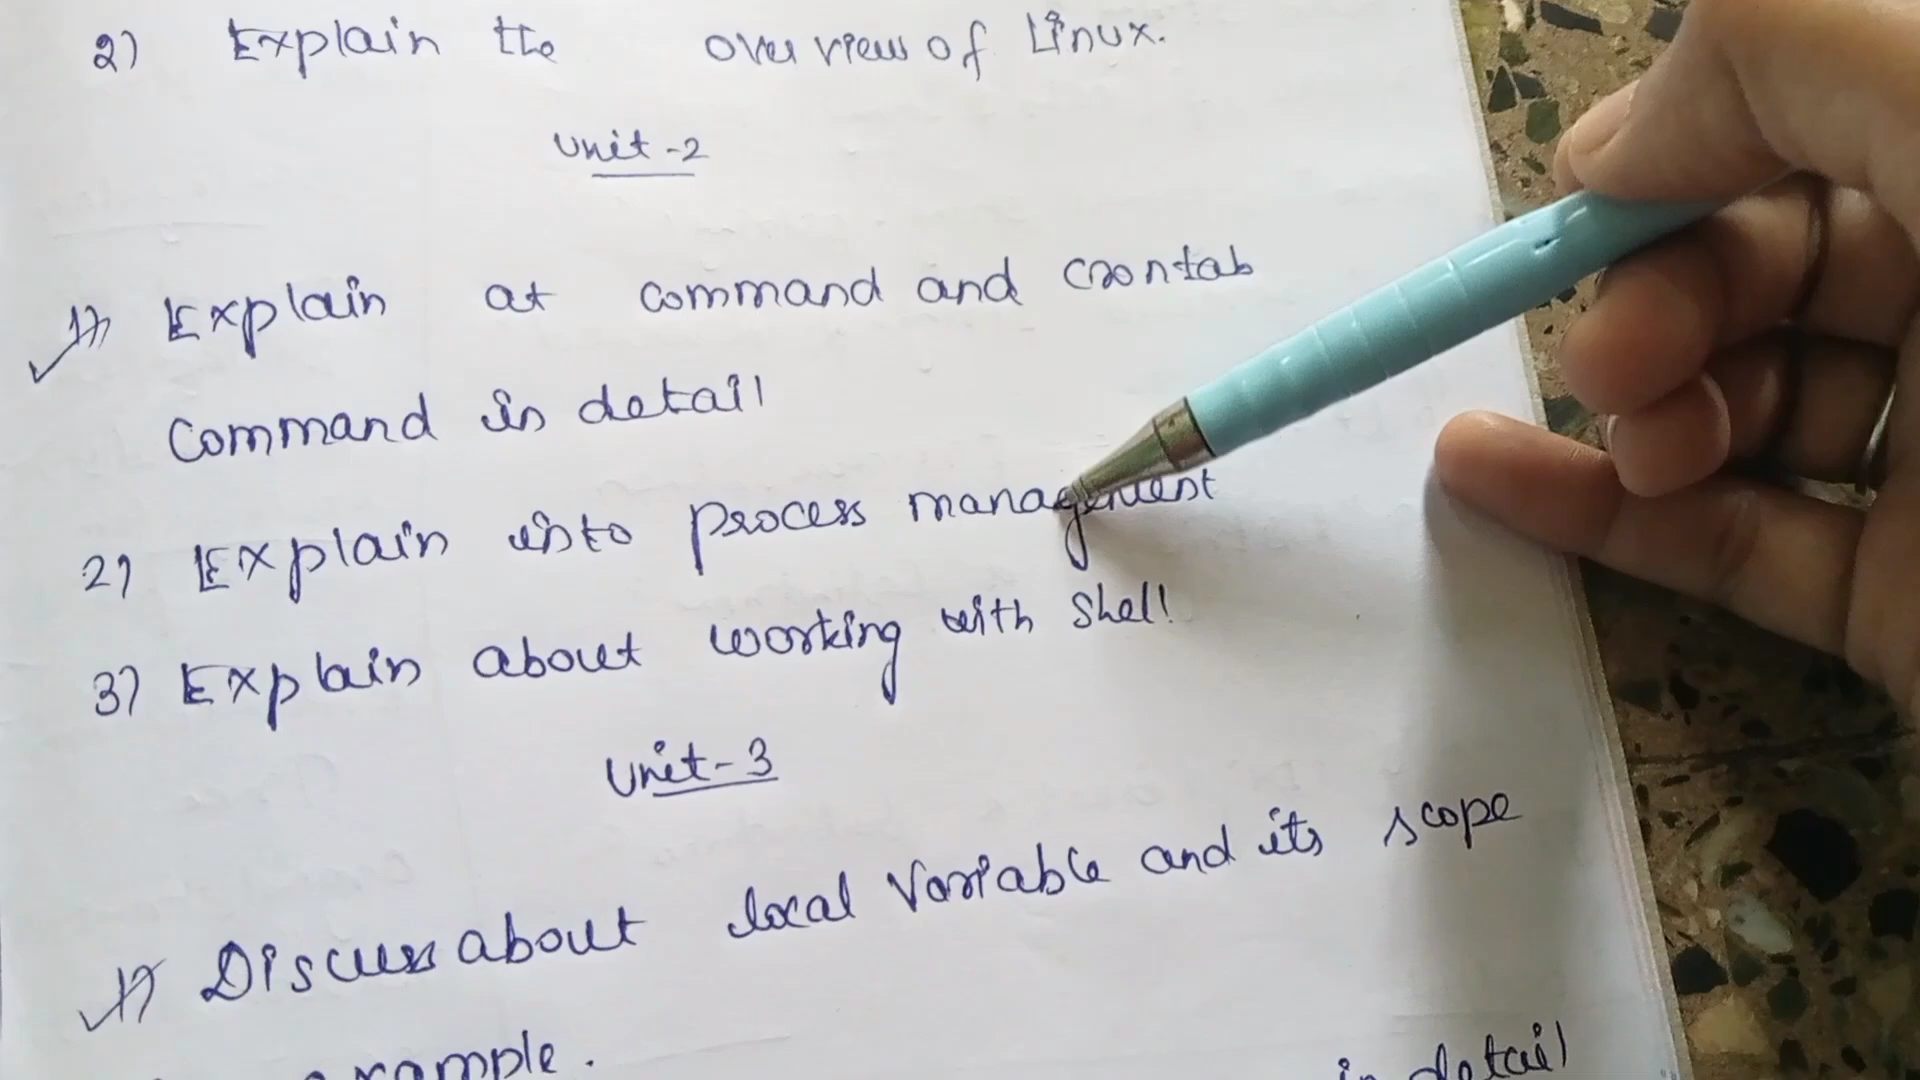 2) Explain the overview of Linux.
Unit-2
1) Explain at command and crontab
Command in detail
2) Explain into process management
3) Explain about working with Shell
Unit-3
1) Discuss about local Variable and its scope
example.
in detail